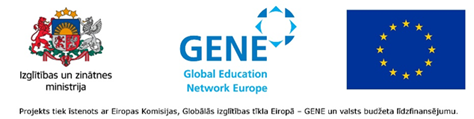 GENE
Global Education
Network Europe
Izglītības un zinātnes
ministrija
Projekts tiek īstenots ar Eiropas Komisijas, Globālās izglītības tīkla Eiropā – GENE un valsts budžeta līdzfinansējumu.